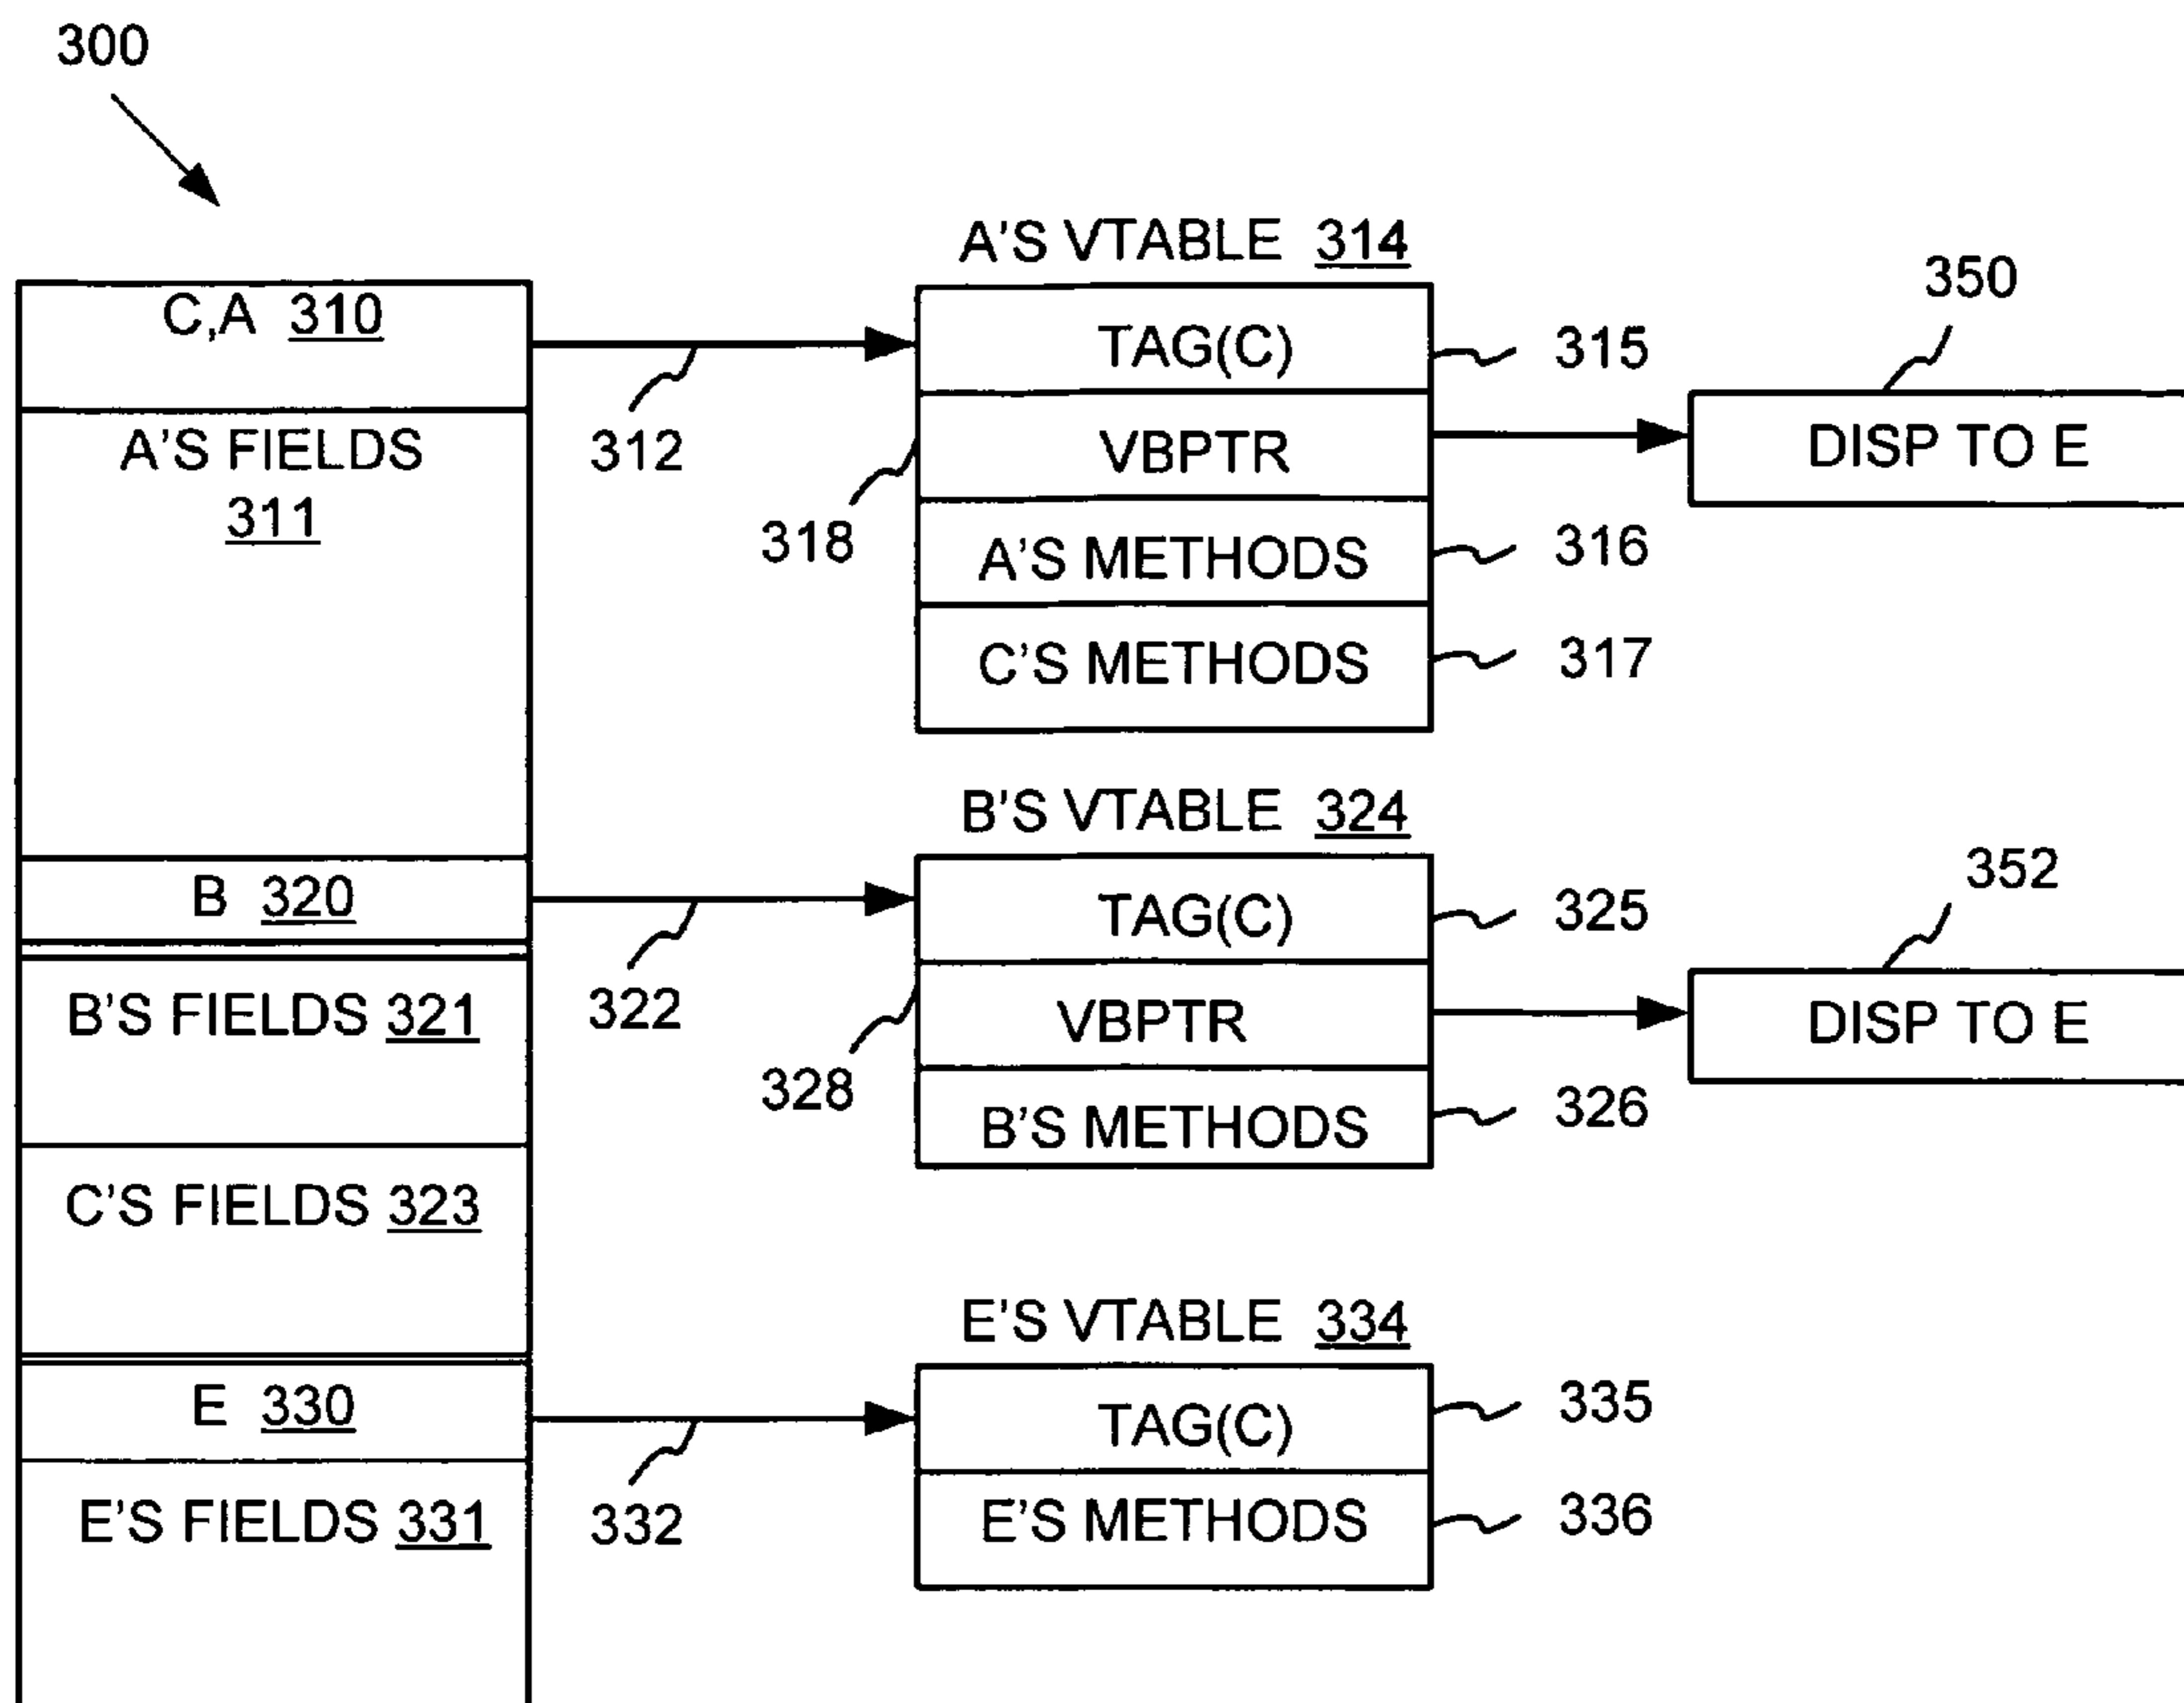 300
C,A 310
A'S FIELDS
311
B 320
B'S FIELDS 321
C'S FIELDS 323
E 330
E'S FIELDS 331
312
322
332
A'S VTABLE 314
TAG(C)
315
VBPTR
318
A'S METHODS
316
C'S METHODS
317
350
DISP TO E
B'S VTABLE 324
TAG(C)
325
VBPTR
328
B'S METHODS
326
352
DISP TO E
E'S VTABLE 334
TAG(C)
335
E'S METHODS
336